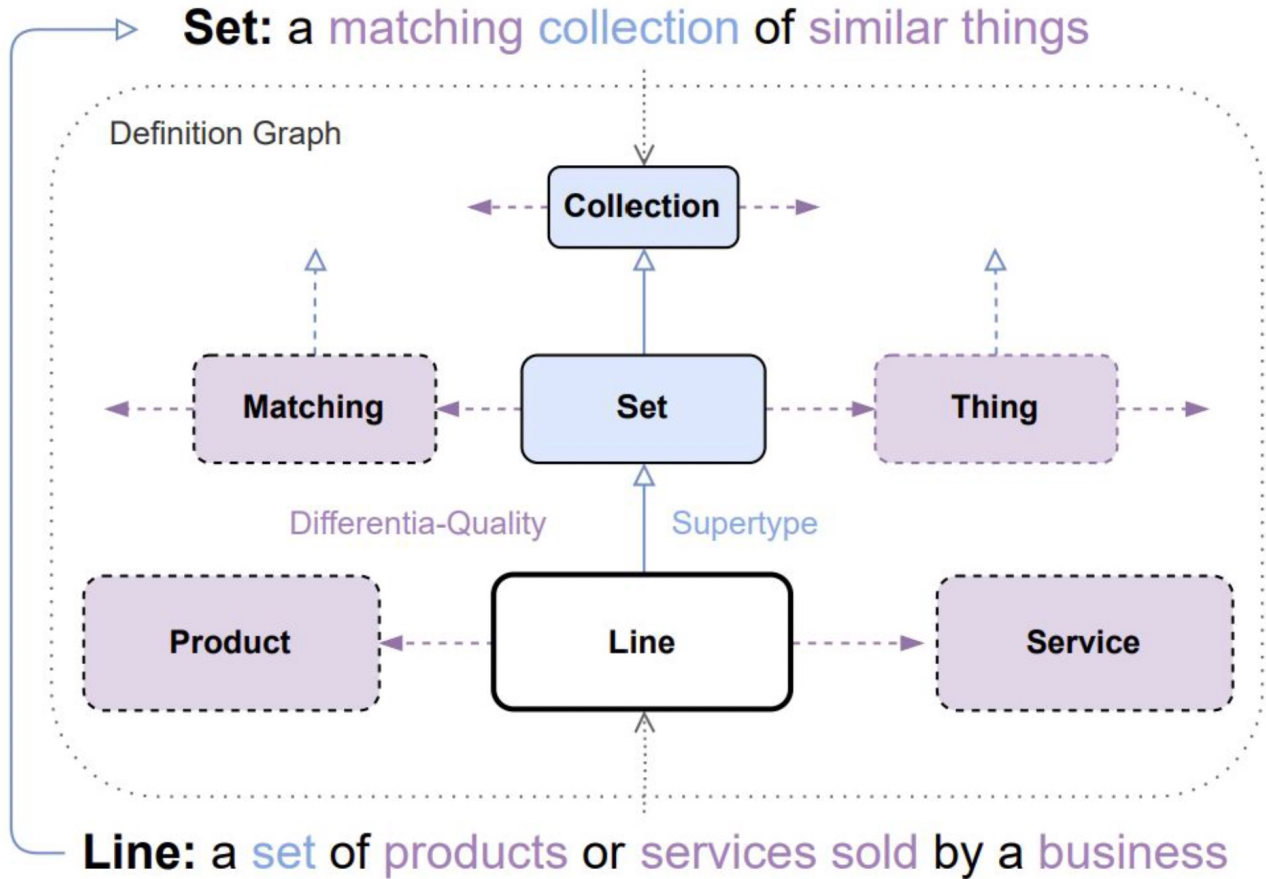 Set: a matching collection of similar things
Definition Graph
Collection
Matching
Set
Thing
Differentia-Quality
Supertype
Product
Line
Service
Line: a set of products or services sold by a business